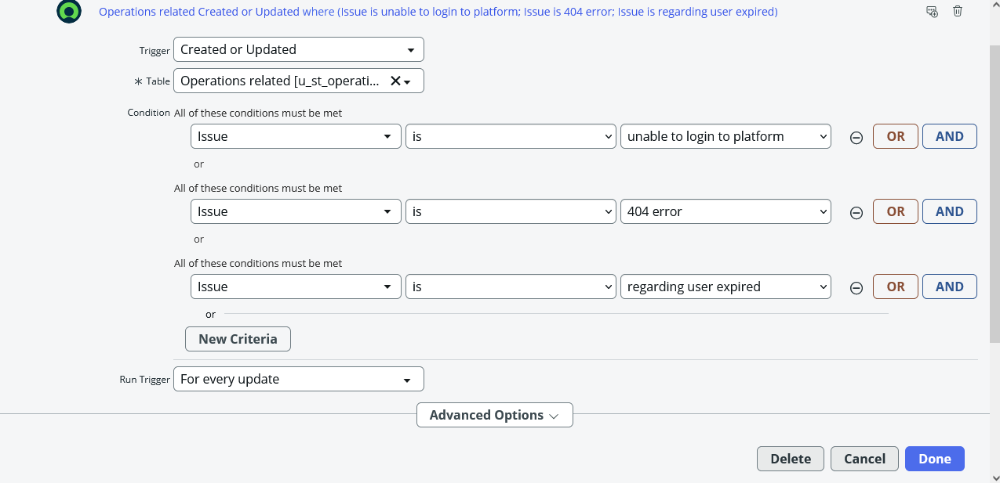 Operations related Created or Updated where (Issue is unable to login to platform; Issue is 404 error; Issue is regarding user expired)
Trigger Created or Updated
Table Operations related [u_st_operati...
Condition All of these conditions must be met
Issue is unable to login to platform OR AND
or
All of these conditions must be met
Issue is 404 error OR AND
or
All of these conditions must be met
Issue is regarding user expired OR AND
or
New Criteria
Run Trigger For every update
Advanced Options
Delete Cancel Done